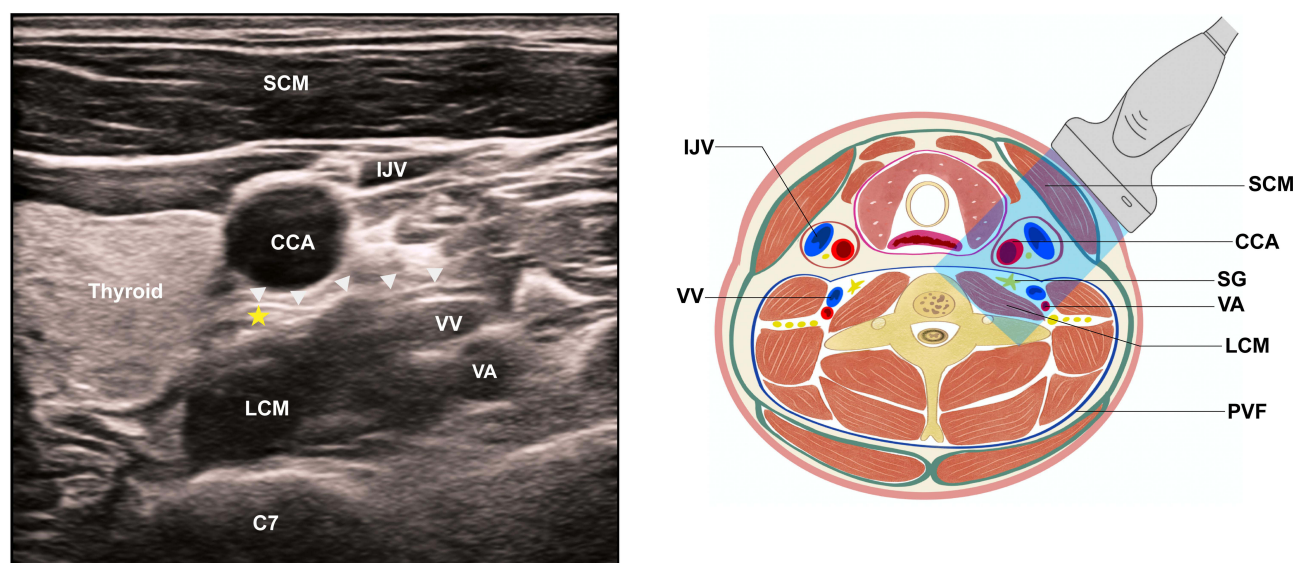 SCM
IJV
CCA
Thyroid
VV
VA
LCM
C7
IJV
VV
SCM
CCA
SG
VA
LCM
PVF